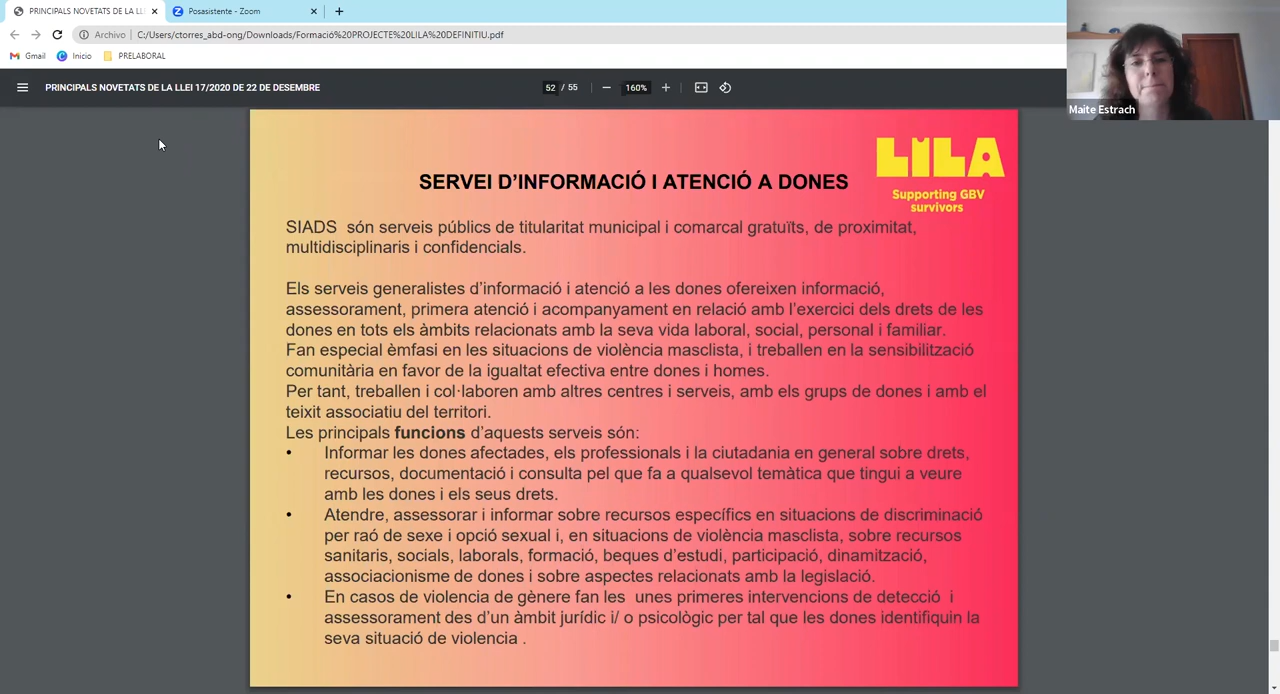 PRINCIPALS NOVETATS DE LA LLE
Posasistente - Zoom
Archivo
C:/Users/ctorres_abd-ong/Downloads/Formació%20PROJECTE%20LILA%20DEFINITIU.pdf
Gmail
Inicio
PRELABORAL
PRINCIPALS NOVETATS DE LA LLEI 17/2020 DE 22 DE DESEMBRE
52 / 55
160%
Maite Estrach
LILA
Supporting GBV
survivors
SERVEI D’INFORMACIÓ I ATENCIÓ A DONES
SIADS són serveis públics de titularitat municipal i comarcal gratuïts, de proximitat,
multidisciplinaris i confidencials.
Els serveis generalistes d’informació i atenció a les dones ofereixen informació,
assessorament, primera atenció i acompanyament en relació amb l’exercici dels drets de les
dones en tots els àmbits relacionats amb la seva vida laboral, social, personal i familiar.
Fan especial èmfasi en les situacions de violència masclista, i treballen en la sensibilització
comunitària en favor de la igualtat efectiva entre dones i homes.
Per tant, treballen i col·laboren amb altres centres i serveis, amb els grups de dones i amb el
teixit associatiu del territori.
Les principals funcions d’aquests serveis són:
• Informar les dones afectades, els professionals i la ciutadania en general sobre drets,
recursos, documentació i consulta pel que fa a qualsevol temàtica que tingui a veure
amb les dones i els seus drets.
• Atendre, assessorar i informar sobre recursos específics en situacions de discriminació
per raó de sexe i opció sexual i, en situacions de violència masclista, sobre recursos
sanitaris, socials, laborals, formació, beques d’estudi, participació, dinamització,
associacionisme de dones i sobre aspectes relacionats amb la legislació.
• En casos de violencia de gènere fan les unes primeres intervencions de detecció i
assessorament des d’un àmbit jurídic i/ o psicològic per tal que les dones identifiquin la
seva situació de violencia .